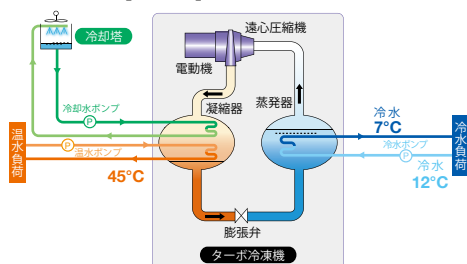 遠心圧縮機
冷却塔
電動機
冷却水ポンプ
P
凝縮器
蒸発器
冷水
7°C
温水負荷
P
温水ポンプ
冷水ポンプ
P
冷水負荷
45°C
冷水
12°C
膨張弁
ターボ冷凍機